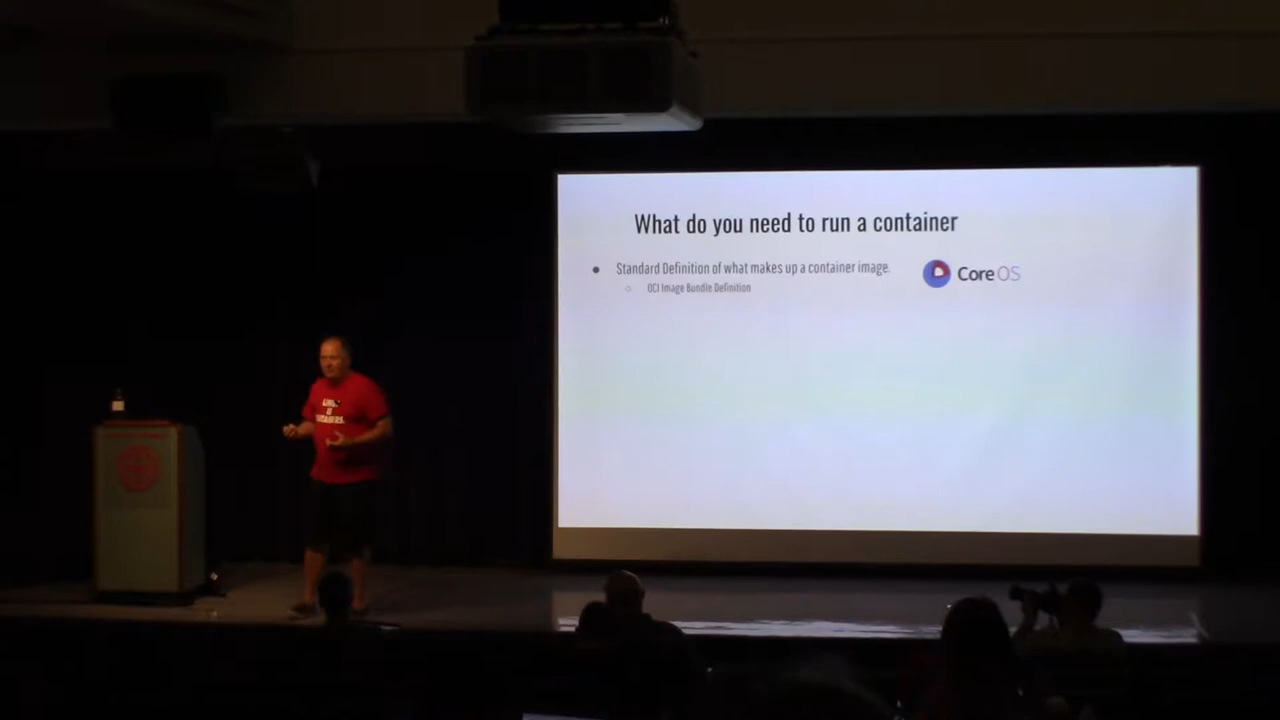 What do you need to run a container
Standard Definition of what makes up a container image.
CoreOS
OCI Image Bundle Definition